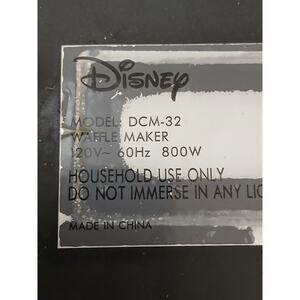 Disney
MODEL: DCM-32
WAFFLE MAKER
120V~ 60Hz 800W
HOUSEHOLD USE ONLY
DO NOT IMMERSE IN ANY LIQ
MADE IN CHINA